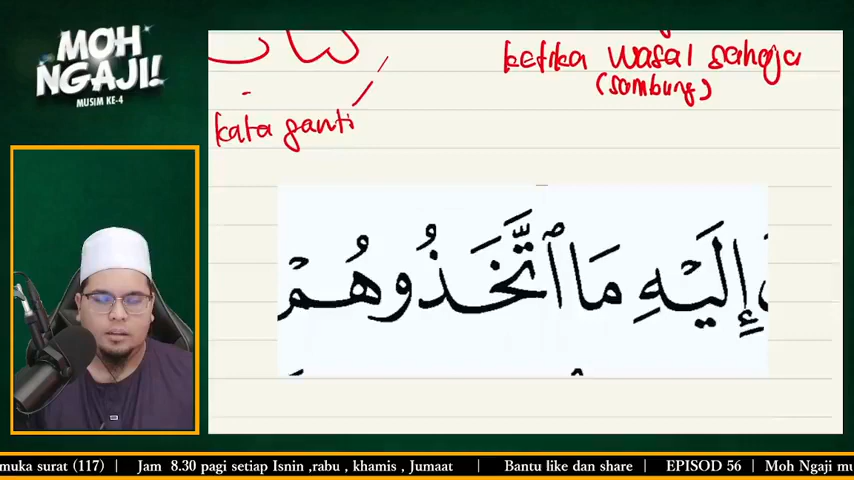 MOH
NGAJI!
MUSIM KE-4
ketika wasal sahaja
(sambung)
kata ganti
إِلَيْهِ مَا ٱتَّخَذُوهُمْ
muka surat (117) | Jam 8.30 pagi setiap Isnin ,rabu , khamis , Jumaat | Bantu like dan share | EPISOD 56 | Moh Ngaji mu